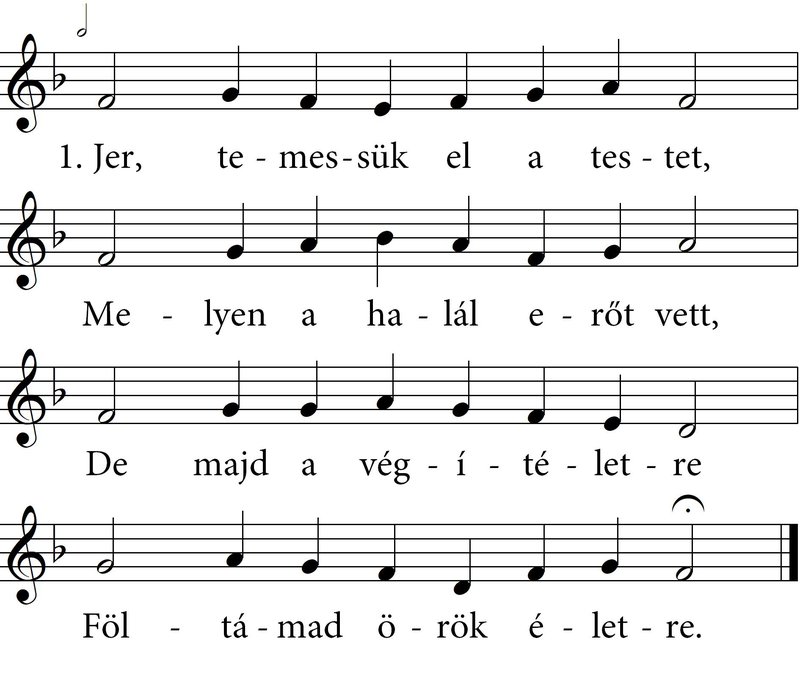 1. Jer, te - mes - sük el a tes - tet,
Me - lyen a ha - lál e - rőt vett,
De majd a vég - í - té - let - re
Föl - tá - mad ö - rök é - let - re.